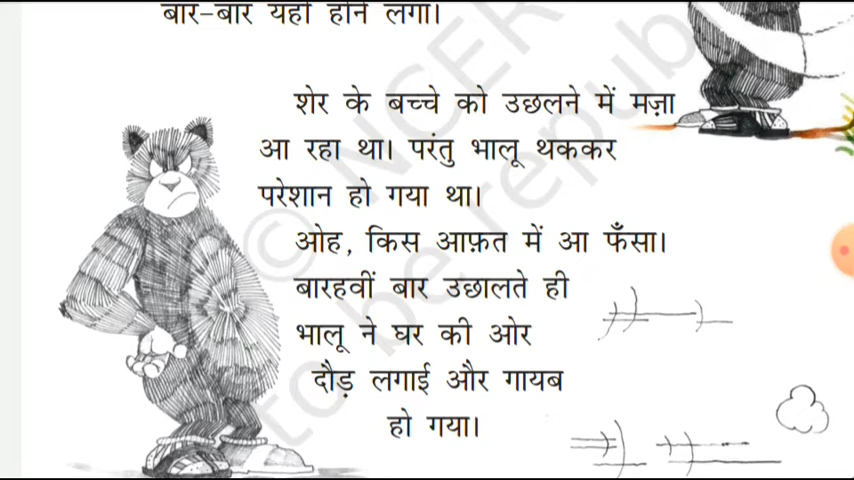 बार-बार यही होने लगा।
शेर के बच्चे को उछलने में मज़ा
आ रहा था। परंतु भालू थककर
परेशान हो गया था।
ओह, किस आफ़त में आ फँसा।
बारहवीं बार उछालते ही
भालू ने घर की ओर
दौड़ लगाई और गायब
हो गया।